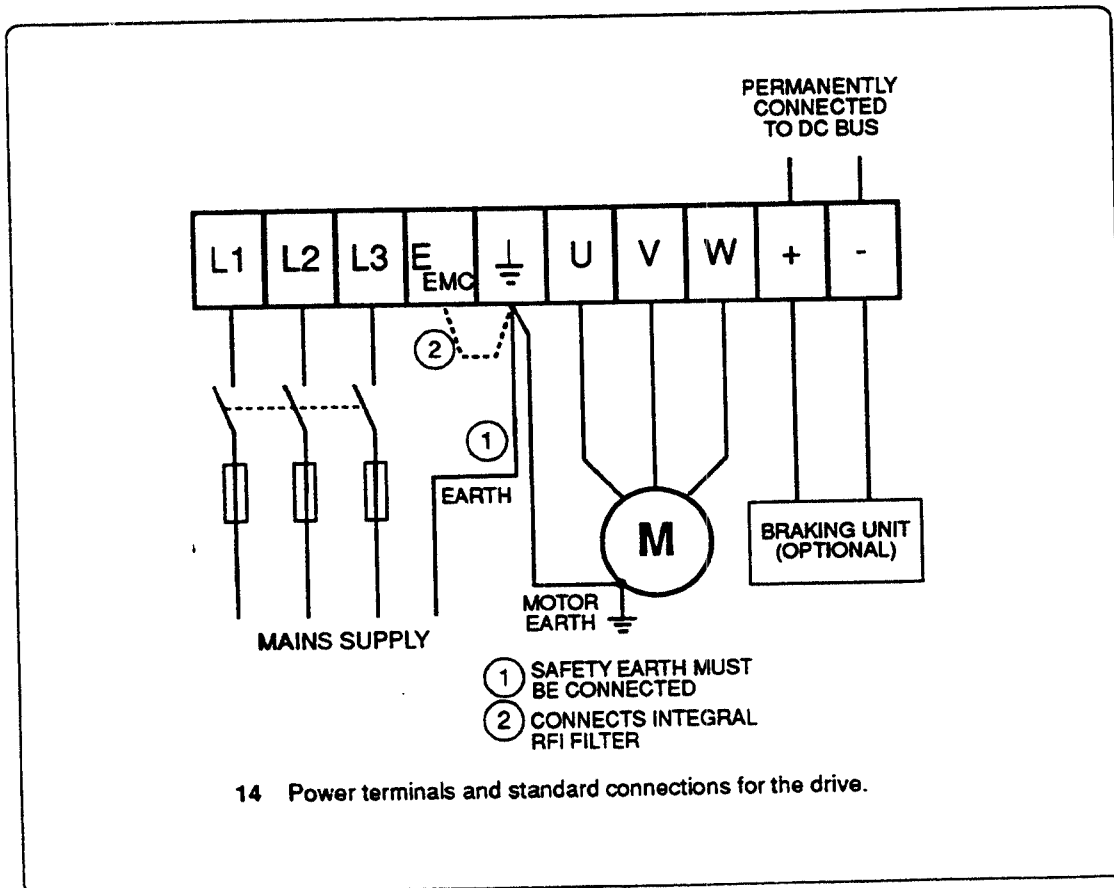 PERMANENTLY
CONNECTED
TO DC BUS
L1 L2 L3 E EMC U V W + -
2
1
EARTH
M
BRAKING UNIT
(OPTIONAL)
MOTOR
EARTH
MAINS SUPPLY
1 SAFETY EARTH MUST
BE CONNECTED
2 CONNECTS INTEGRAL
RFI FILTER
14 Power terminals and standard connections for the drive.